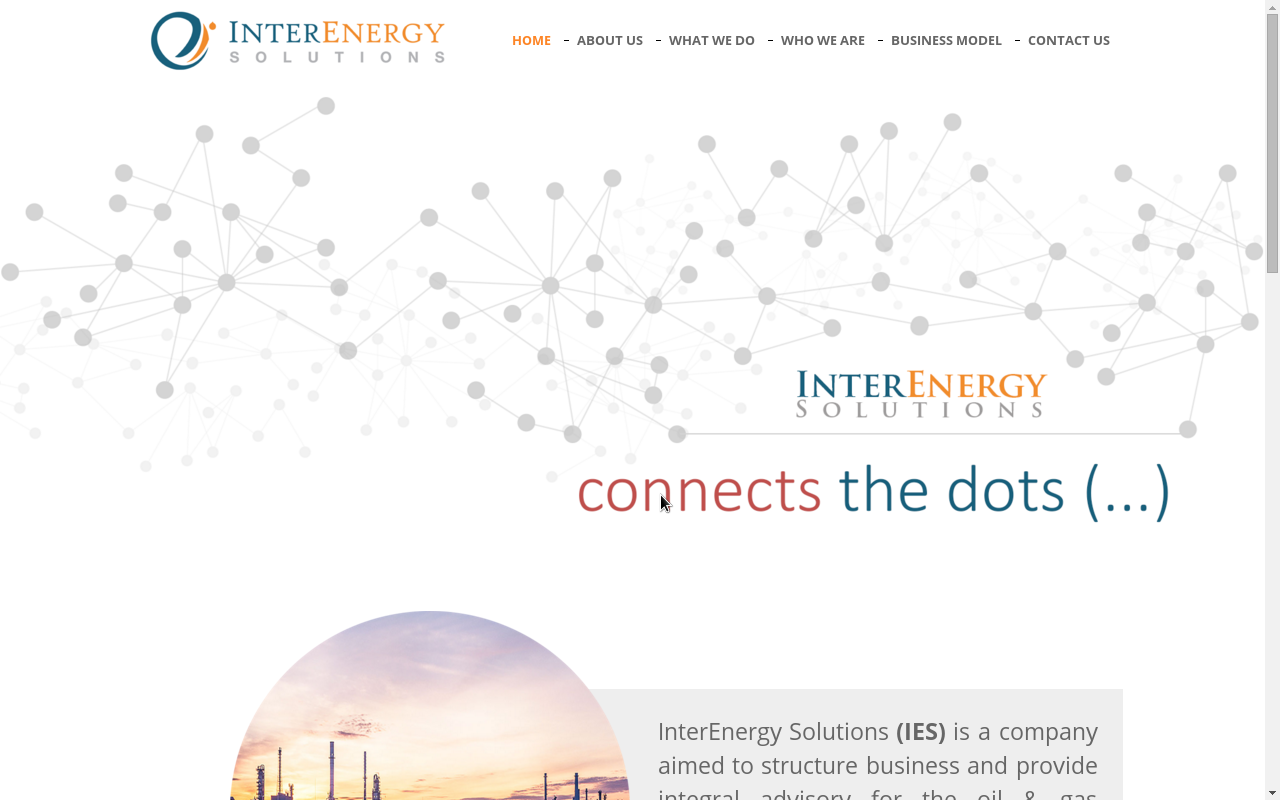 INTERENERGY
SOLUTIONS
HOME - ABOUT US - WHAT WE DO - WHO WE ARE - BUSINESS MODEL - CONTACT US
INTERENERGY
SOLUTIONS
connects the dots (...)
InterEnergy Solutions (IES) is a company
aimed to structure business and provide
integral advisory for the oil & gas